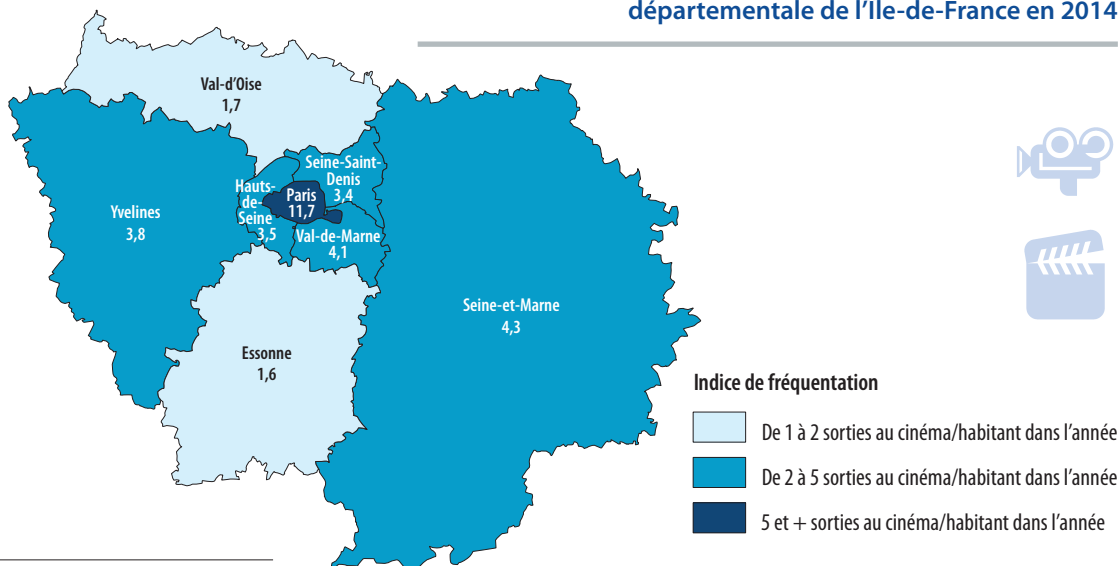 départementale de l'Ile-de-France en 2014
Val-d'Oise
1,7
Seine-Saint-
Denis
3,4
Hauts-
de-
Seine
3,5
Paris
11,7
Yvelines
3,8
Val-de-Marne
4,1
Seine-et-Marne
4,3
Essonne
1,6
Indice de fréquentation
De 1 à 2 sorties au cinéma/habitant dans l'année
De 2 à 5 sorties au cinéma/habitant dans l'année
5 et + sorties au cinéma/habitant dans l'année